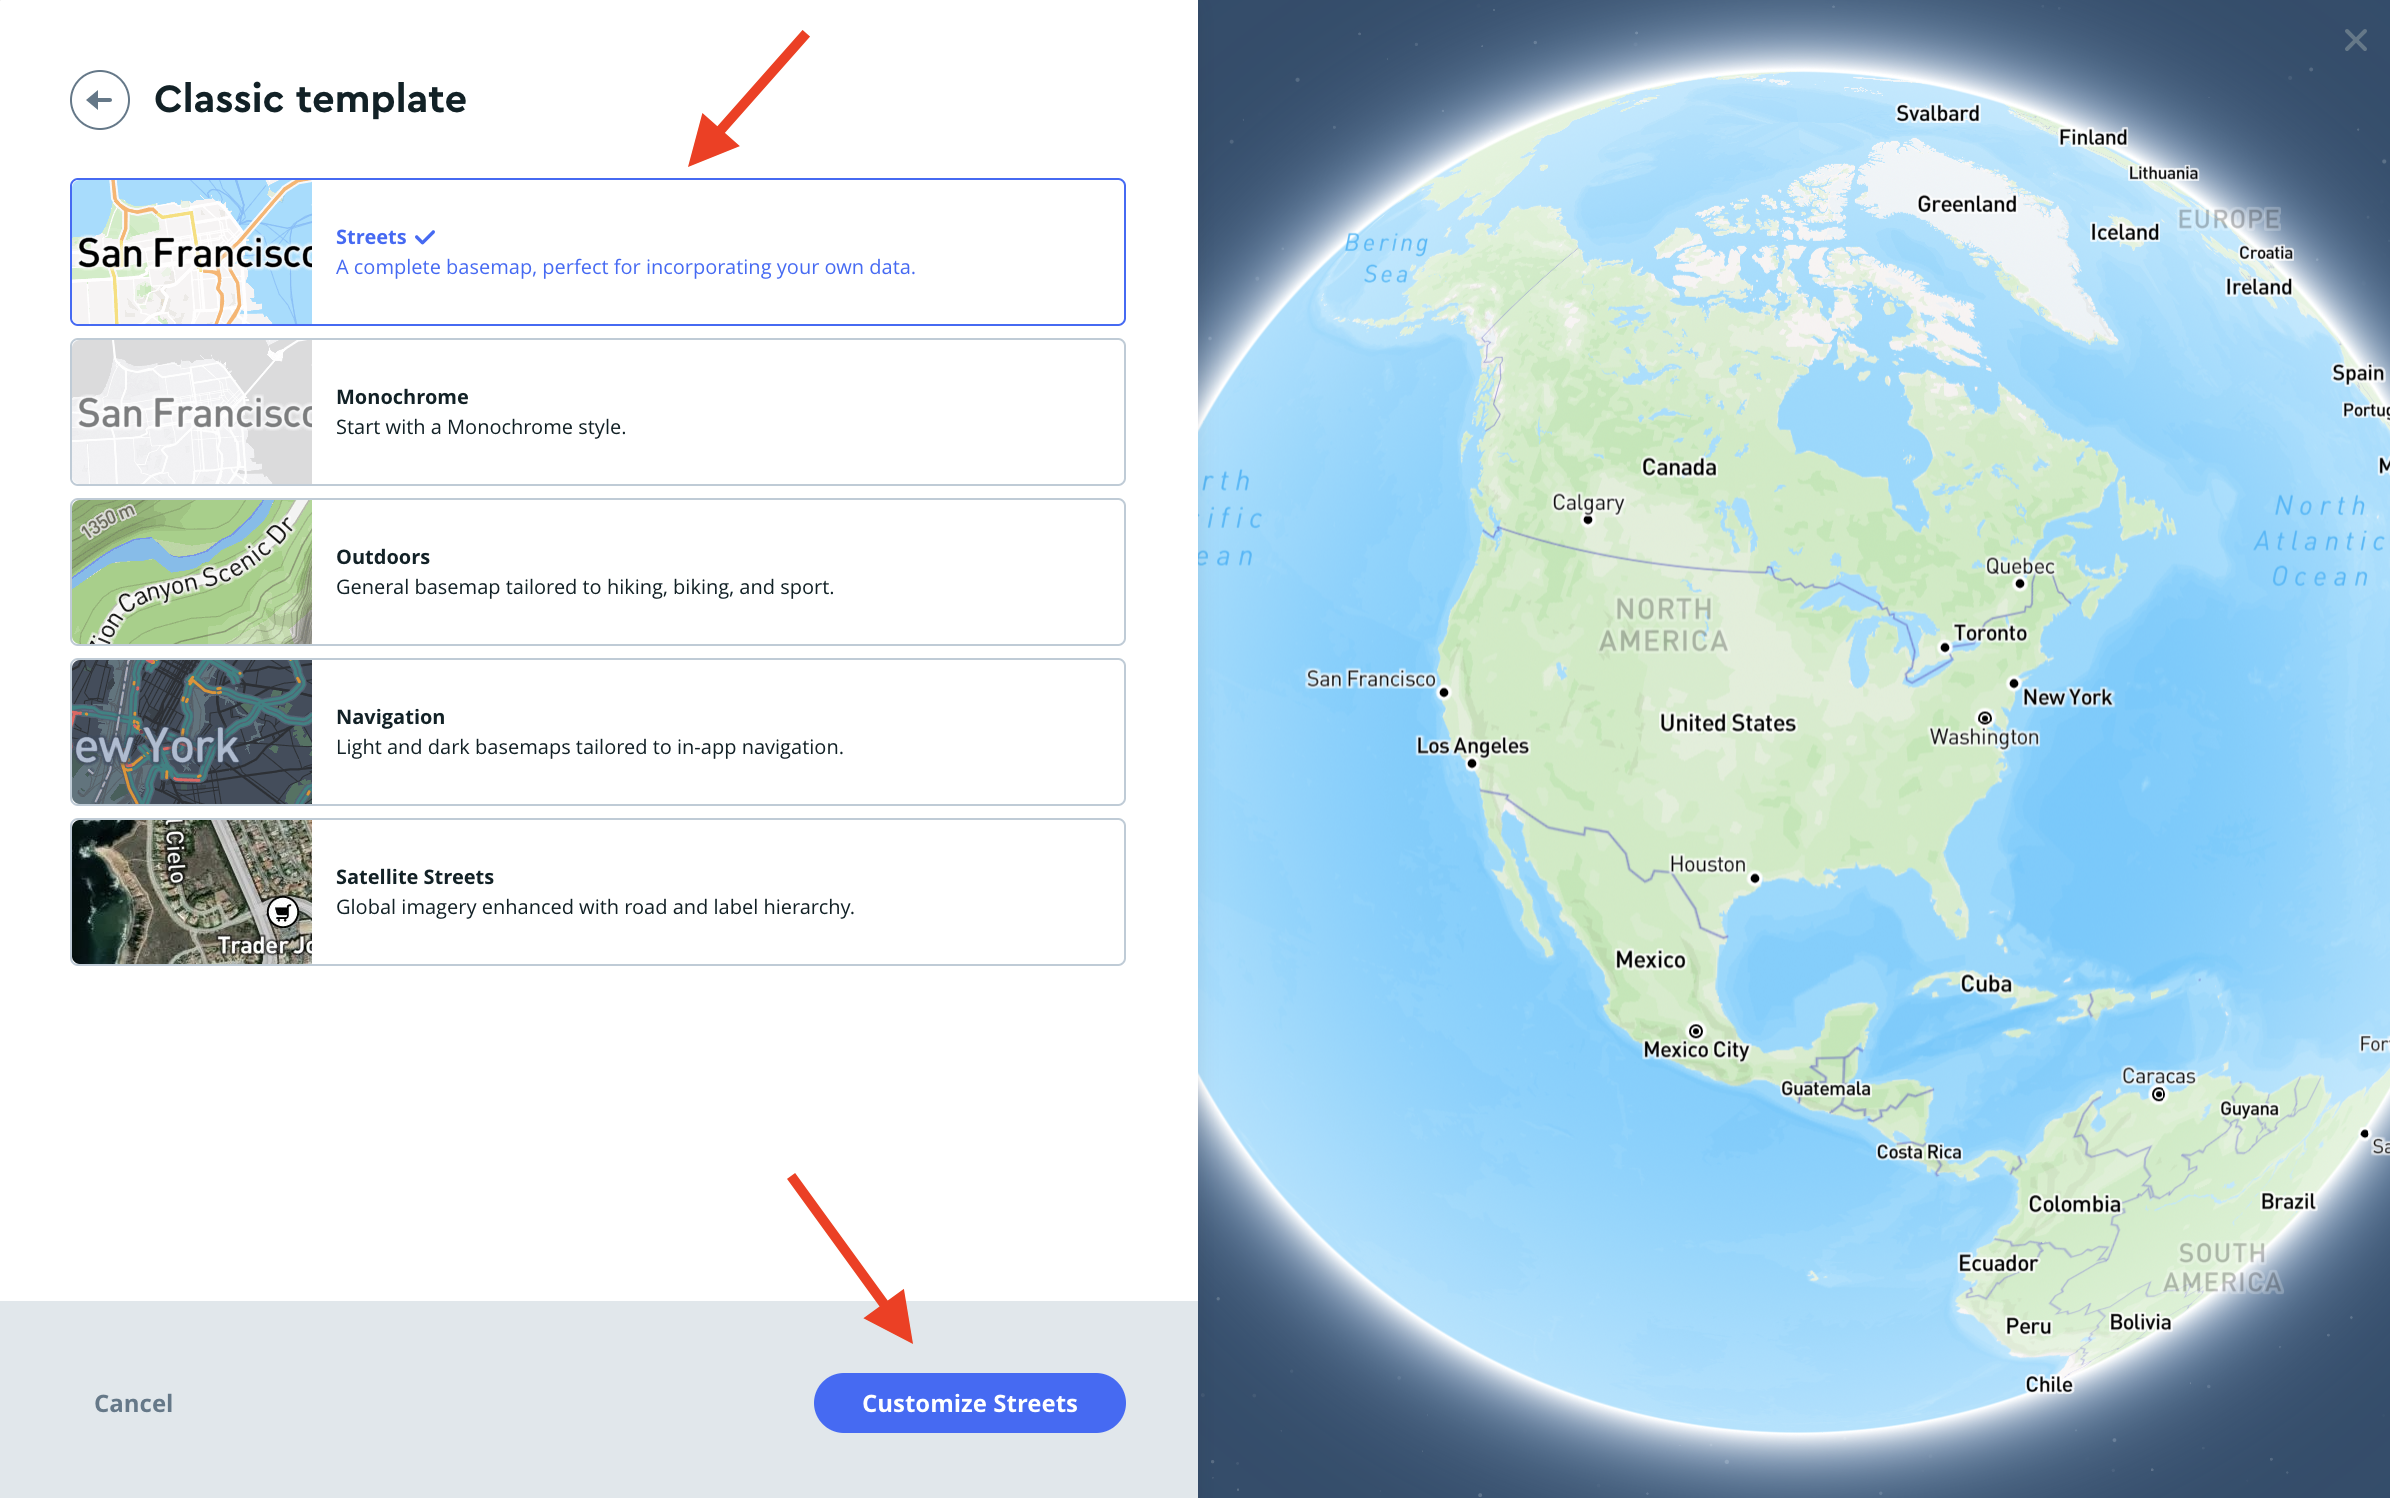 Classic template
San Francisco
Streets
A complete basemap, perfect for incorporating your own data.
San Francisco
Monochrome
Start with a Monochrome style.
1350 m
Canyon Scenic Dr
Outdoors
General basemap tailored to hiking, biking, and sport.
ew York
Navigation
Light and dark basemaps tailored to in-app navigation.
Cielo
Trader Jo
Satellite Streets
Global imagery enhanced with road and label hierarchy.
Cancel
Customize Streets
Svalbard
Finland
Lithuania
Greenland
EUROPE
Iceland
Bering
Sea
Croatia
Ireland
Spain
Portug
Canada
rth
ific
ean
Calgary
North
Atlantic
Ocean
Quebec
NORTH
AMERICA
Toronto
San Francisco
New York
United States
Washington
Los Angeles
Houston
Mexico
Cuba
Mexico City
For
Caracas
Guatemala
Guyana
Sa
Costa Rica
Colombia
Brazil
Ecuador
SOUTH
AMERICA
Peru
Bolivia
Chile